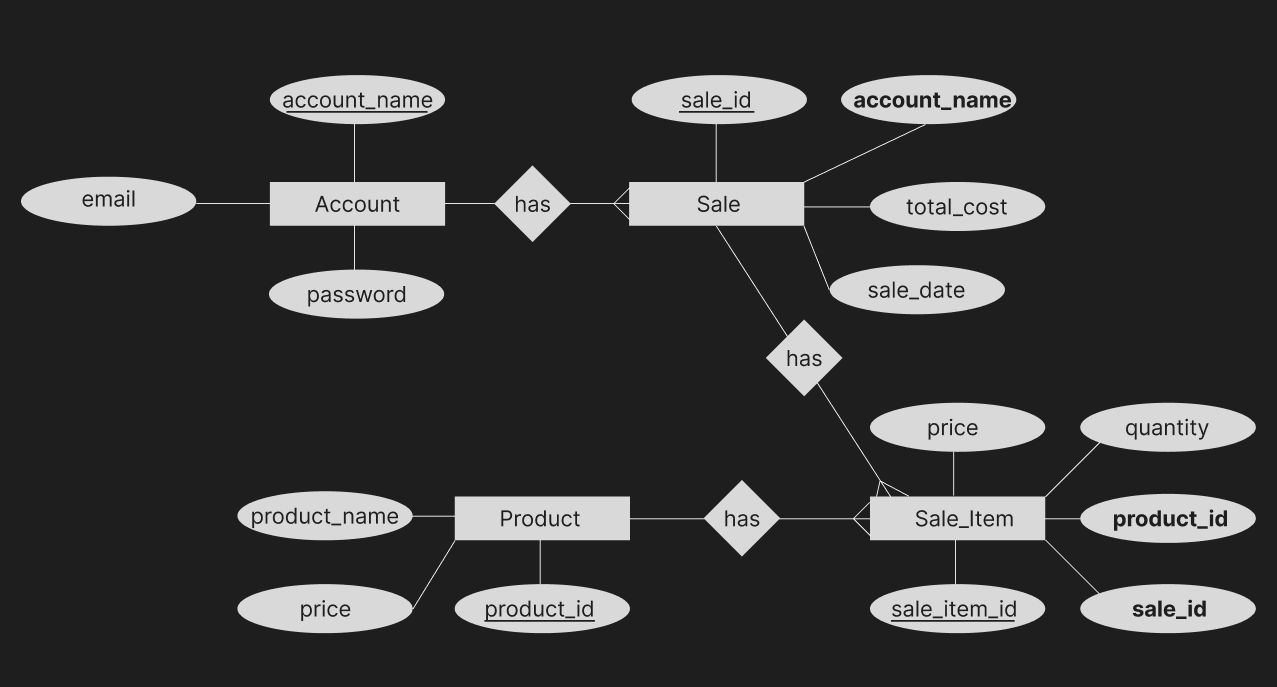 account_name
sale_id
account_name
email
Account
has
Sale
total_cost
password
sale_date
has
price
quantity
product_name
Product
has
Sale_Item
product_id
price
product_id
sale_item_id
sale_id